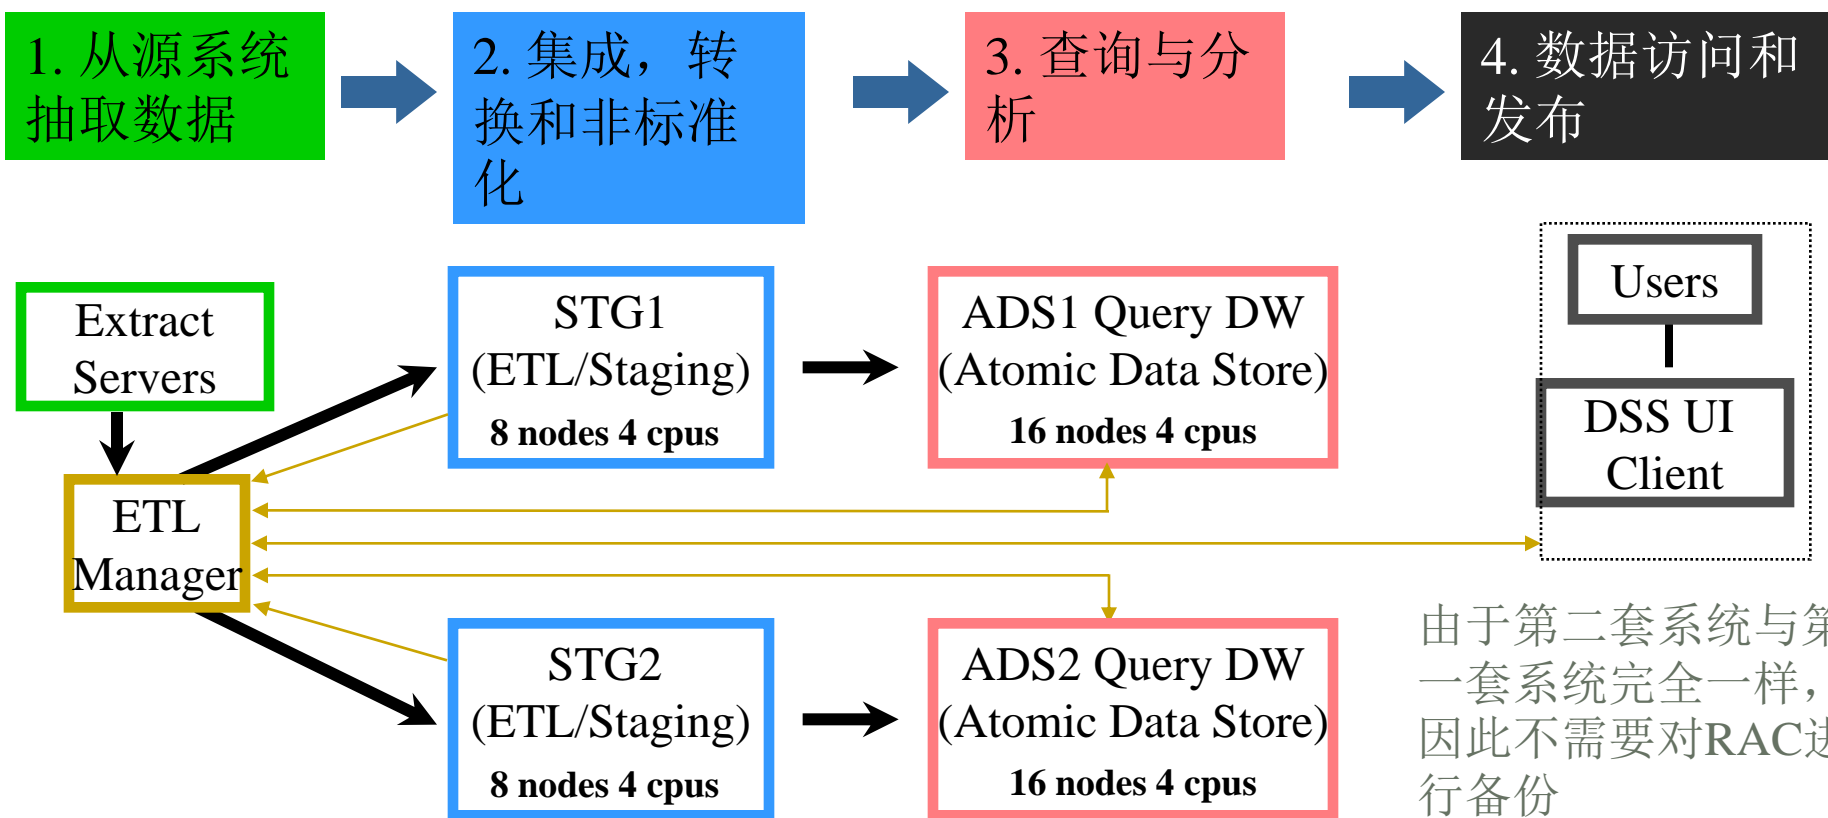 1. 从源系统
抽取数据
2. 集成，转
换和非标准
化
3. 查询与分
析
4. 数据访问和
发布
Extract
Servers
ETL
Manager
STG1
(ETL/Staging)
8 nodes 4 cpus
ADS1 Query DW
(Atomic Data Store)
16 nodes 4 cpus
Users
DSS UI
Client
STG2
(ETL/Staging)
8 nodes 4 cpus
ADS2 Query DW
(Atomic Data Store)
16 nodes 4 cpus
由于第二套系统与第
一套系统完全一样，
因此不需要对RAC进
行备份